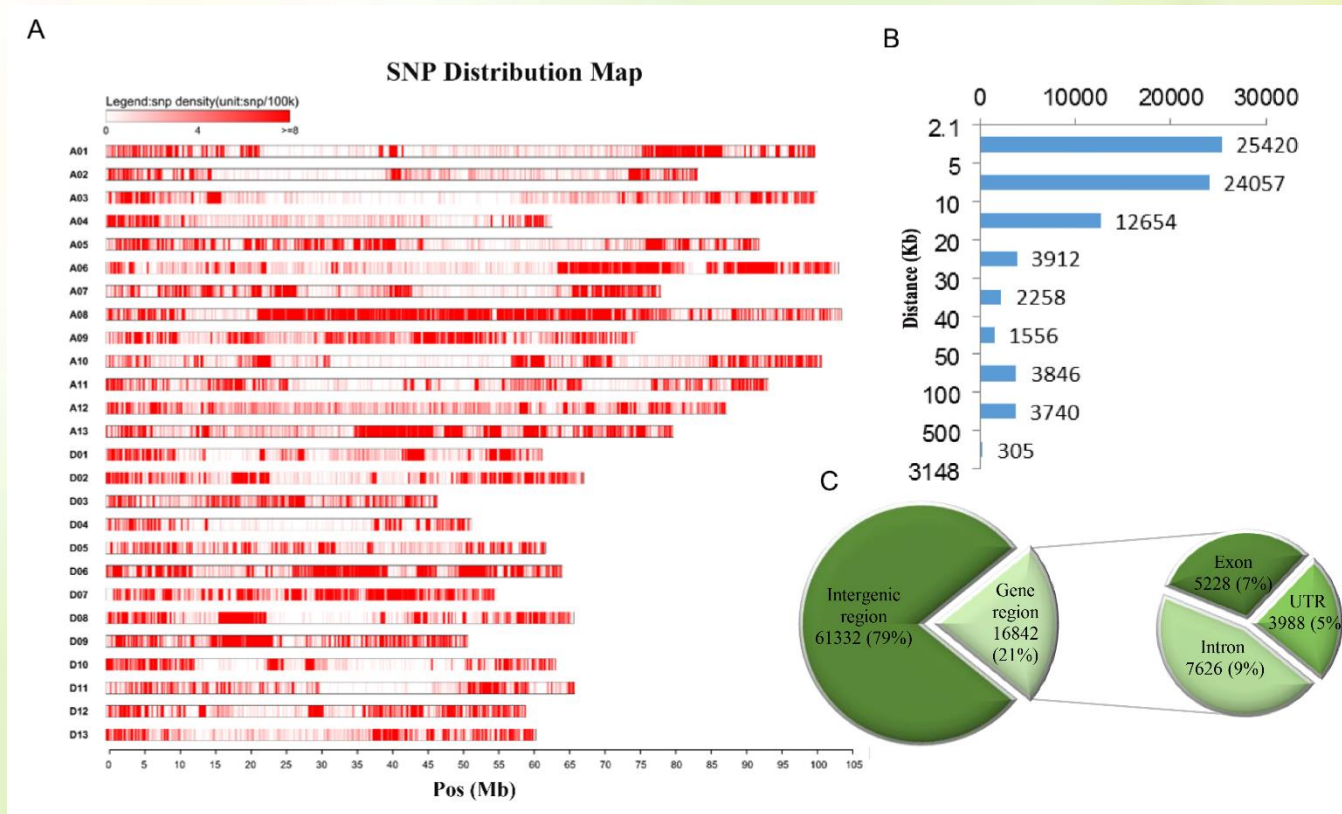 A
SNP Distribution Map
Legend:snp density(unit:snp/100k)
0 4 >=8
A01
A02
A03
A04
A05
A06
A07
A08
A09
A10
A11
A12
A13
D01
D02
D03
D04
D05
D06
D07
D08
D09
D10
D11
D12
D13
0 5 10 15 20 25 30 35 40 45 50 55 60 65 70 75 80 85 90 95 100 105
Pos (Mb)
B
0 10000 20000 30000
Distance (Kb)
2.1
25420
5
24057
10
12654
20
3912
30
2258
40
1556
50
3846
100
3740
500
305
3148
C
Intergenic
region
61332 (79%)
Gene
region
16842
(21%)
Exon
5228 (7%)
UTR
3988 (5%
Intron
7626 (9%)